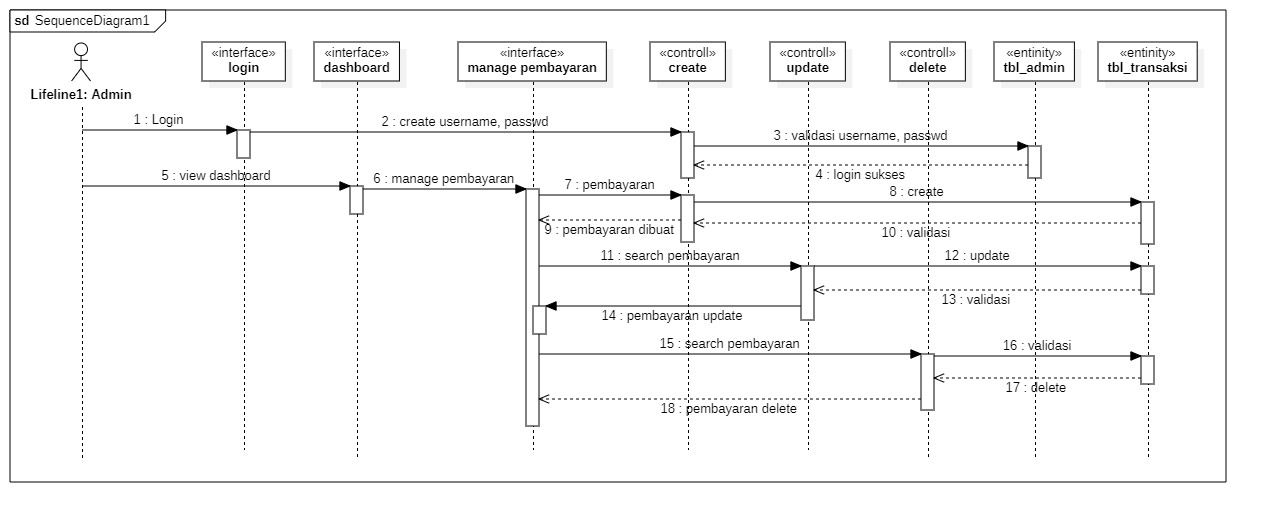 sd SequenceDiagram1
«interface»
login
«interface»
dashboard
«interface»
manage pembayaran
«controll»
create
«controll»
update
«controll»
delete
«entinity»
tbl_admin
«entinity»
tbl_transaksi
Lifeline1: Admin
1 : Login
2 : create username, passwd
3 : validasi username, passwd
4 : login sukses
5 : view dashboard
6 : manage pembayaran
7 : pembayaran
8 : create
9 : pembayaran dibuat
10 : validasi
11 : search pembayaran
12 : update
13 : validasi
14 : pembayaran update
15 : search pembayaran
16 : validasi
17 : delete
18 : pembayaran delete